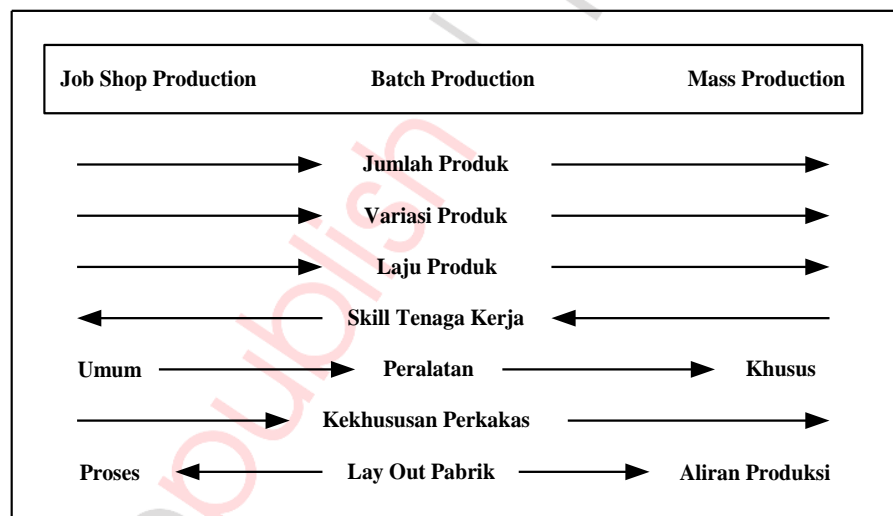 Job Shop Production Batch Production Mass Production
Jumlah Produk
Variasi Produk
Laju Produk
Skill Tenaga Kerja
Umum Peralatan Khusus
Kekhususan Perkakas
Proses Lay Out Pabrik Aliran Produksi
publish